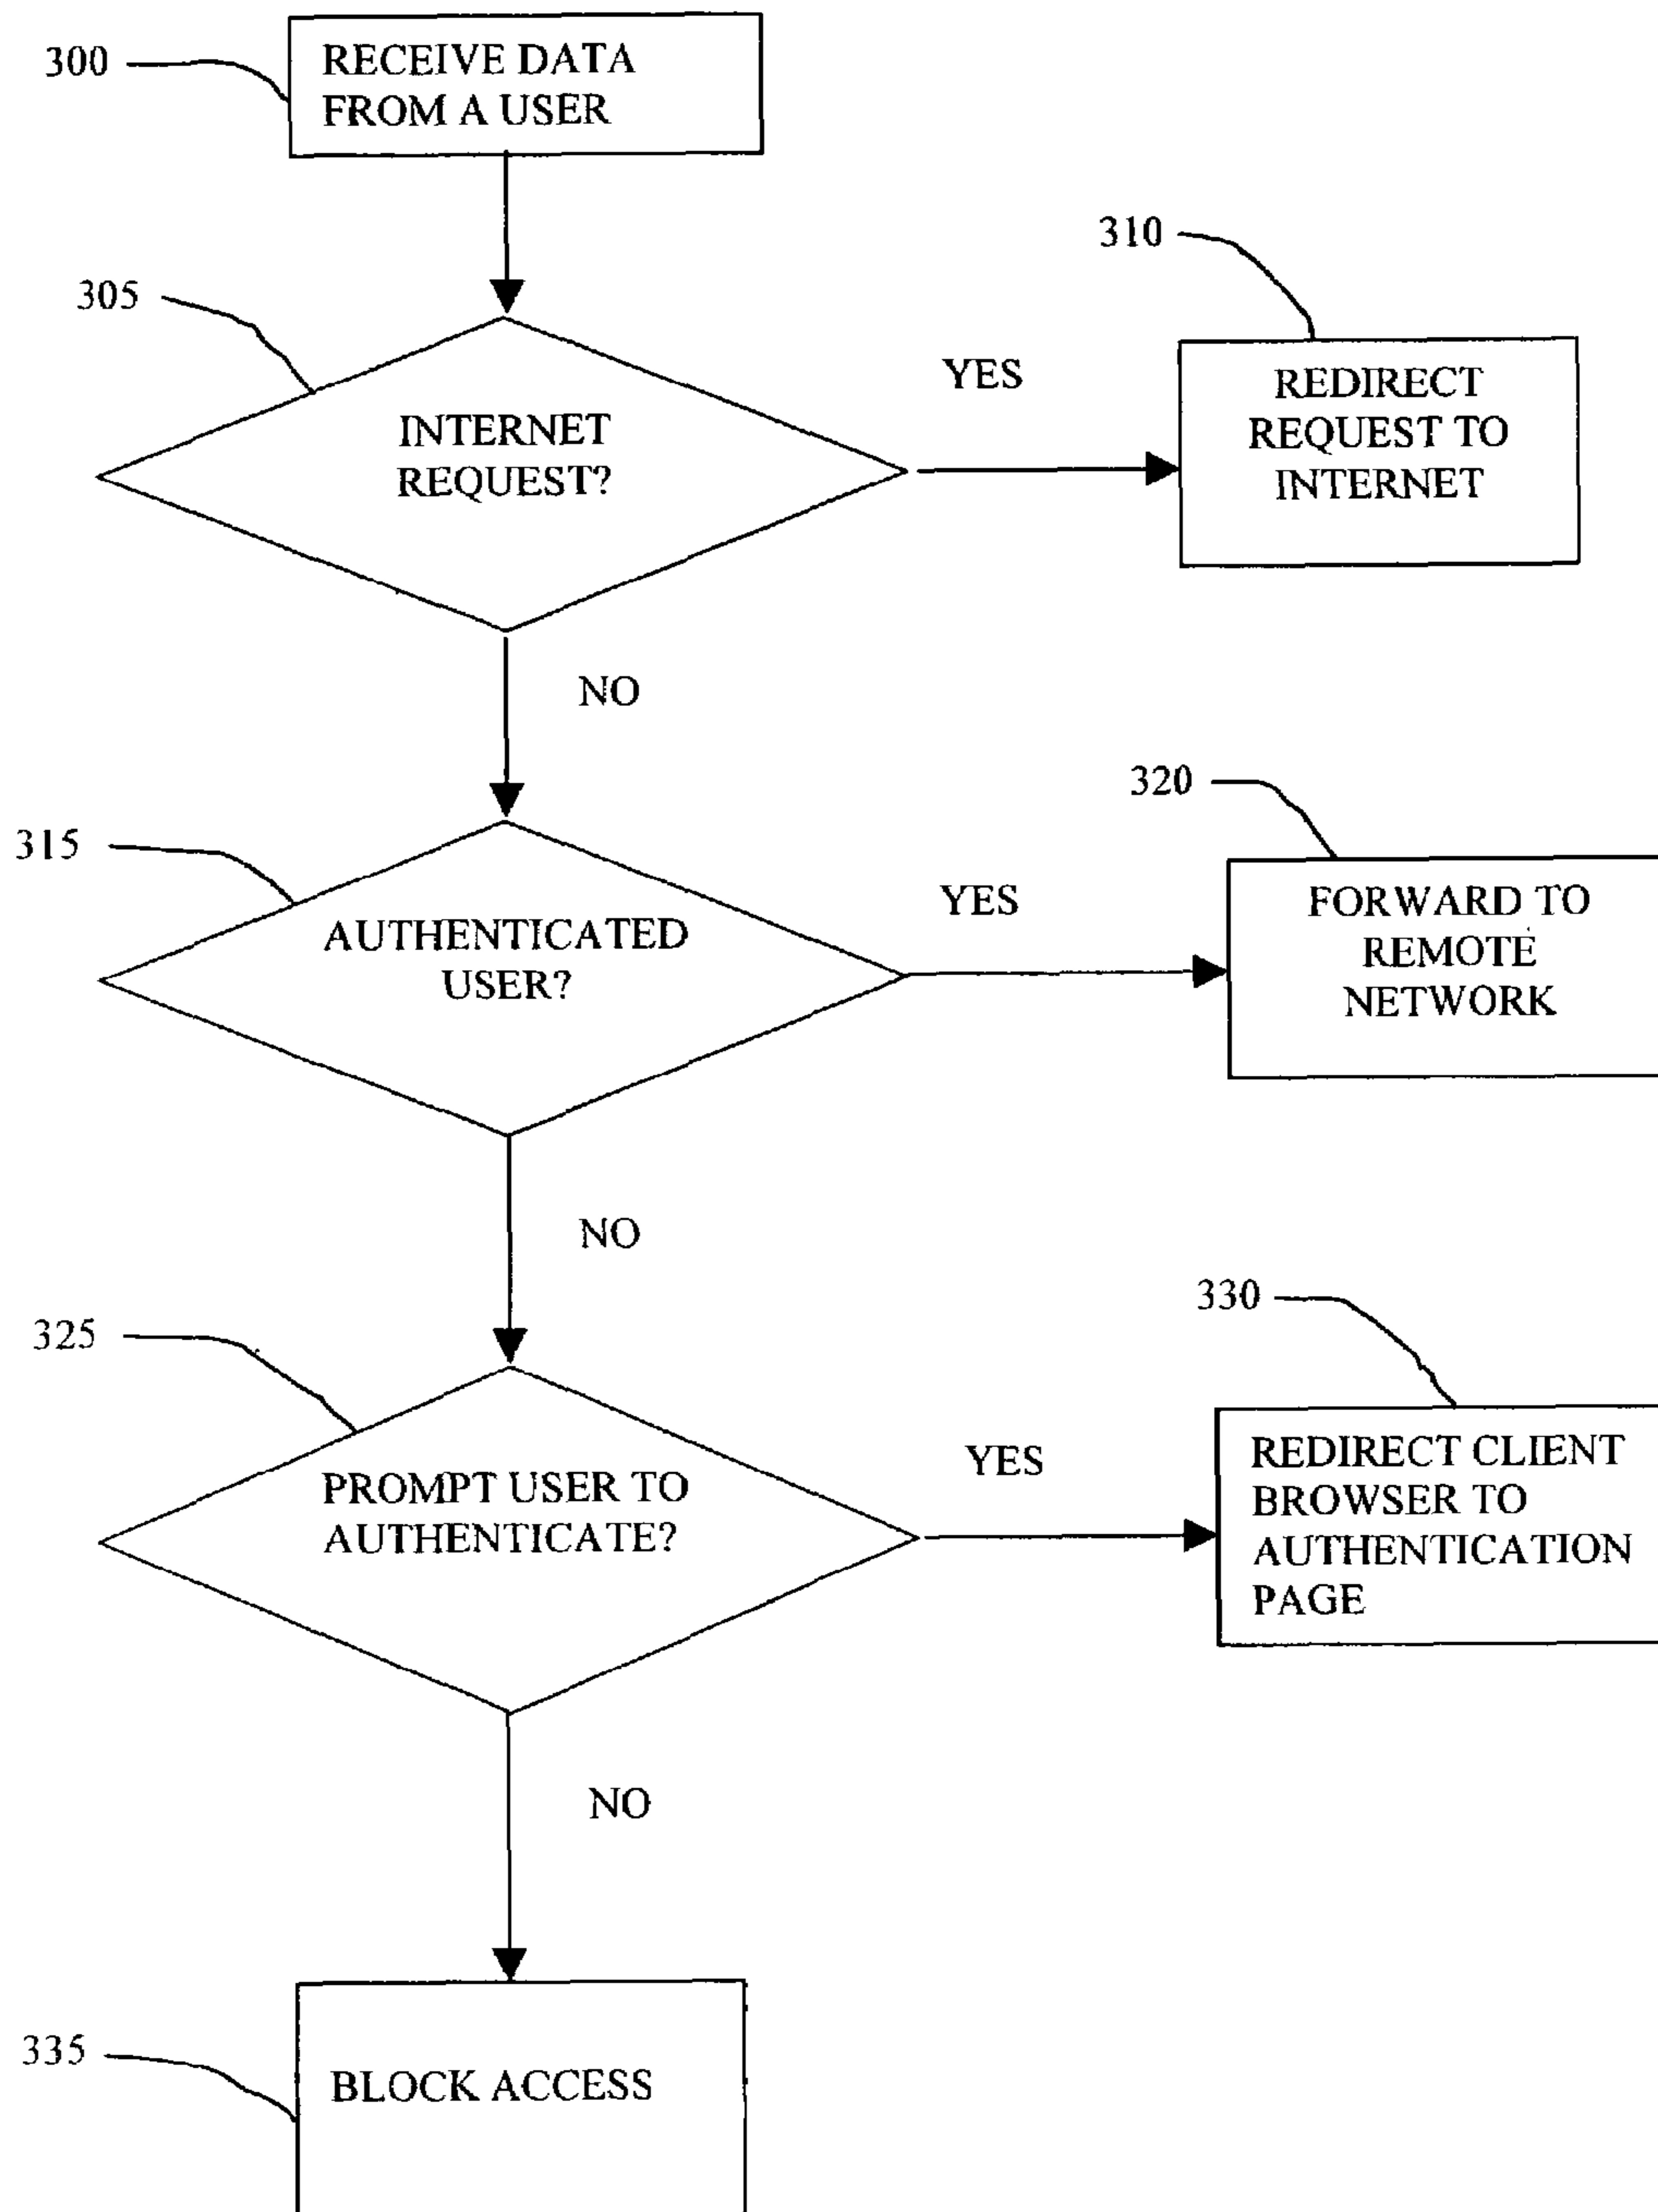 300
RECEIVE DATA
FROM A USER
310
305
YES
INTERNET
REQUEST?
REDIRECT
REQUEST TO
INTERNET
NO
320
315
YES
AUTHENTICATED
USER?
FORWARD TO
REMOTE
NETWORK
NO
330
325
YES
PROMPT USER TO
AUTHENTICATE?
REDIRECT CLIENT
BROWSER TO
AUTHENTICATION
PAGE
NO
335
BLOCK ACCESS